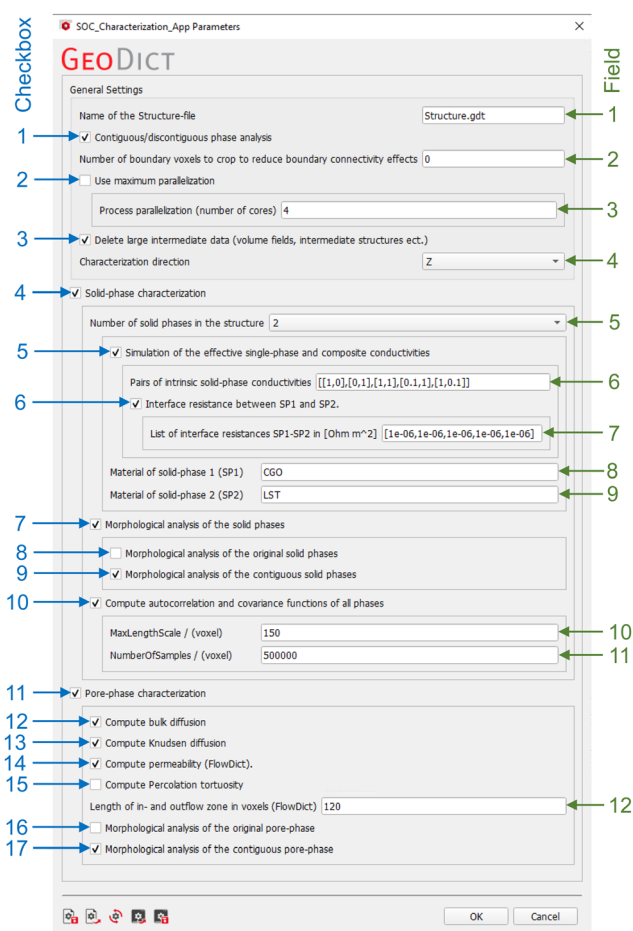 SOC_Characterization_App Parameters
GEODICT
Checkbox
Field
General Settings
Name of the Structure-file Structure.gdt 1
1 Contiguous/discontiguous phase analysis
Number of boundary voxels to crop to reduce boundary connectivity effects 0 2
2 Use maximum parallelization
Process parallelization (number of cores) 4 3
3 Delete large intermediate data (volume fields, intermediate structures ect.)
Characterization direction Z 4
4 Solid-phase characterization
Number of solid phases in the structure 2 5
5 Simulation of the effective single-phase and composite conductivities
Pairs of intrinsic solid-phase conductivities [[1,0],[0,1],[1,1],[0.1,1],[1,0.1]] 6
6 Interface resistance between SP1 and SP2.
List of interface resistances SP1-SP2 in [Ohm m^2] [1e-06,1e-06,1e-06,1e-06,1e-06] 7
Material of solid-phase 1 (SP1) CGO 8
Material of solid-phase 2 (SP2) LST 9
7 Morphological analysis of the solid phases
8 Morphological analysis of the original solid phases
9 Morphological analysis of the contiguous solid phases
10 Compute autocorrelation and covariance functions of all phases
MaxLengthScale / (voxel) 150 10
NumberOfSamples / (voxel) 500000 11
11 Pore-phase characterization
12 Compute bulk diffusion
13 Compute Knudsen diffusion
14 Compute permeability (FlowDict).
15 Compute Percolation tortuosity
Length of in- and outflow zone in voxels (FlowDict) 120 12
16 Morphological analysis of the original pore-phase
17 Morphological analysis of the contiguous pore-phase
OK Cancel